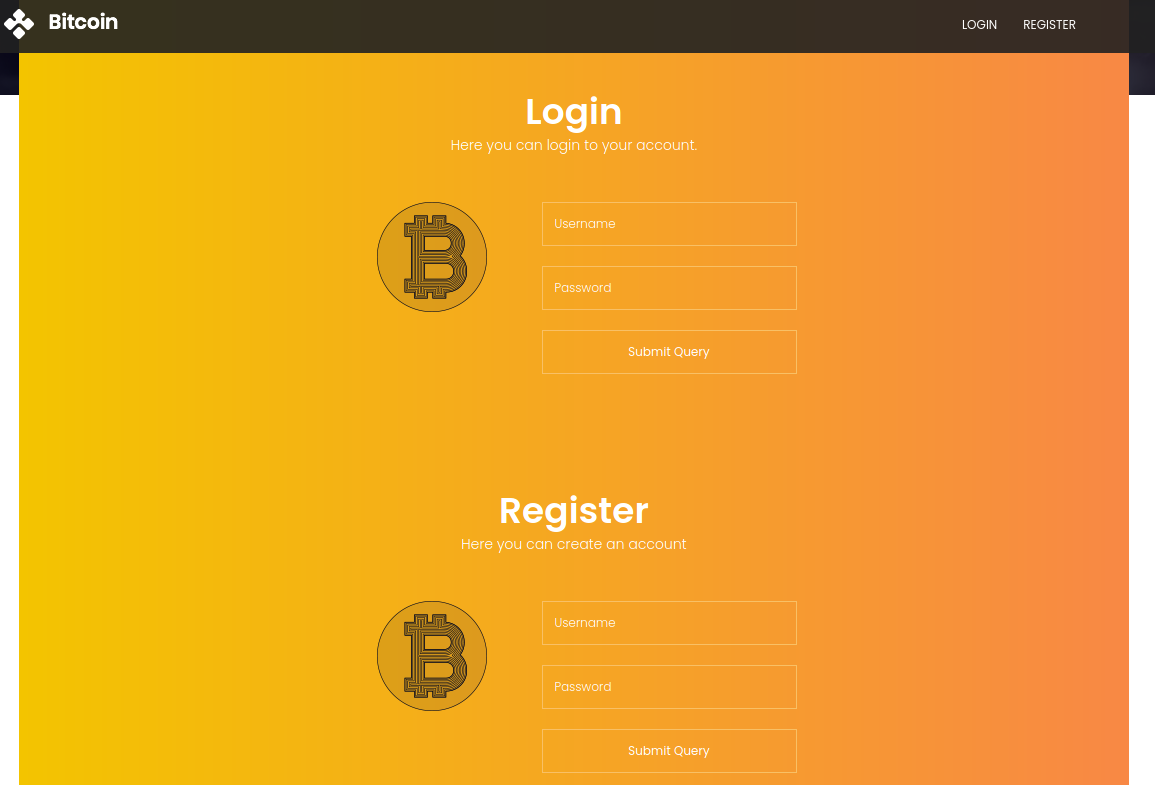 Bitcoin
LOGIN REGISTER
Login
Here you can login to your account.
Username
Password
Submit Query
Register
Here you can create an account
Username
Password
Submit Query